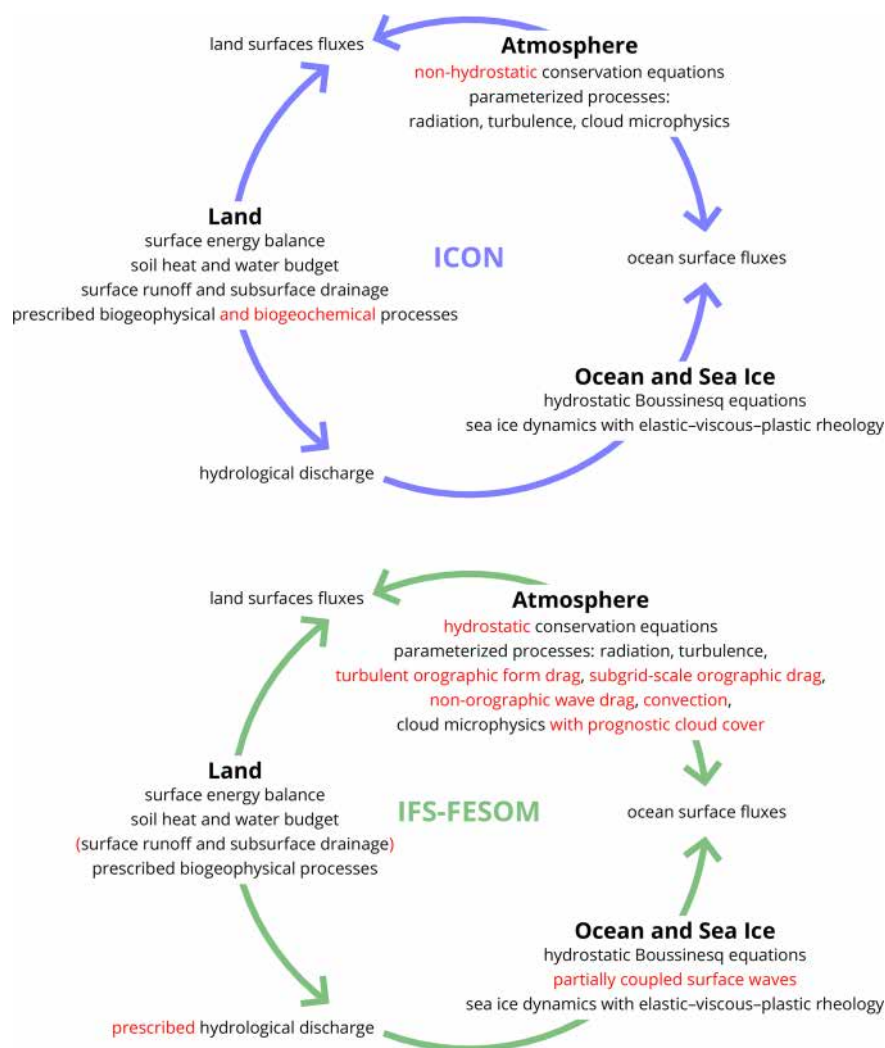 land surfaces fluxes
Atmosphere
non-hydrostatic conservation equations
parameterized processes:
radiation, turbulence, cloud microphysics
Land
surface energy balance
soil heat and water budget
surface runoff and subsurface drainage
prescribed biogeophysical and biogeochemical processes
ICON
ocean surface fluxes
Ocean and Sea Ice
hydrostatic Boussinesq equations
sea ice dynamics with elastic–viscous–plastic rheology
hydrological discharge
land surfaces fluxes
Atmosphere
hydrostatic conservation equations
parameterized processes: radiation, turbulence,
turbulent orographic form drag, subgrid-scale orographic drag,
non-orographic wave drag, convection,
cloud microphysics with prognostic cloud cover
Land
surface energy balance
soil heat and water budget
(surface runoff and subsurface drainage)
prescribed biogeophysical processes
IFS-FESOM
ocean surface fluxes
Ocean and Sea Ice
hydrostatic Boussinesq equations
partially coupled surface waves
sea ice dynamics with elastic–viscous–plastic rheology
prescribed hydrological discharge